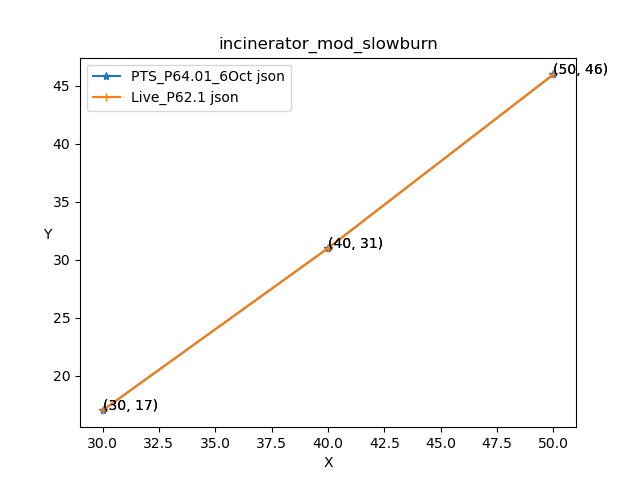 incinerator_mod_slowburn
PTS_P64.01_6Oct json
Live_P62.1 json
(50, 46)
(40, 31)
(30, 17)
Y
45
40
35
30
25
20
30.0 32.5 35.0 37.5 40.0 42.5 45.0 47.5 50.0
X